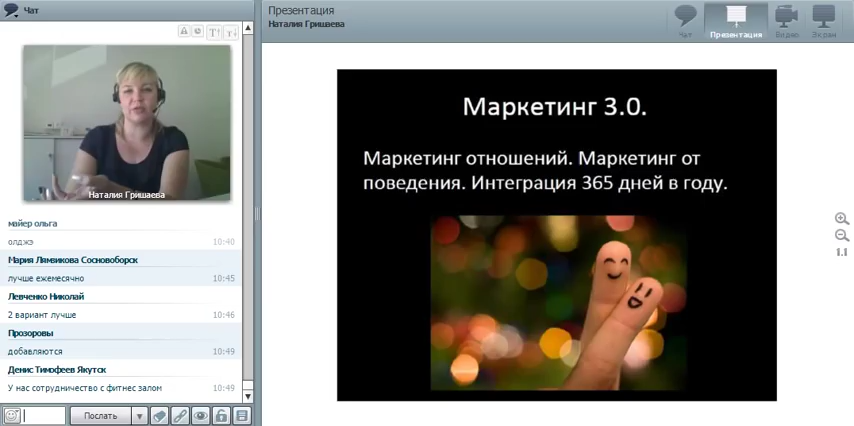 Чат
Наталия Гришаева
майер ольга
олджэ 10:40
Мария Лямзикова Сосновоборск
лучше ежемесячно 10:45
Левченко Николай
2 вариант лучше 10:46
Прозоровы
добавляются 10:49
Денис Тимофеев Якутск
У нас сотрудничество с фитнес залом 10:49
Послать
Презентация
Наталия Гришаева
Чат
Презентация
Видео
Экран
Маркетинг 3.0.
Маркетинг отношений. Маркетинг от
поведения. Интеграция 365 дней в году.
1:1